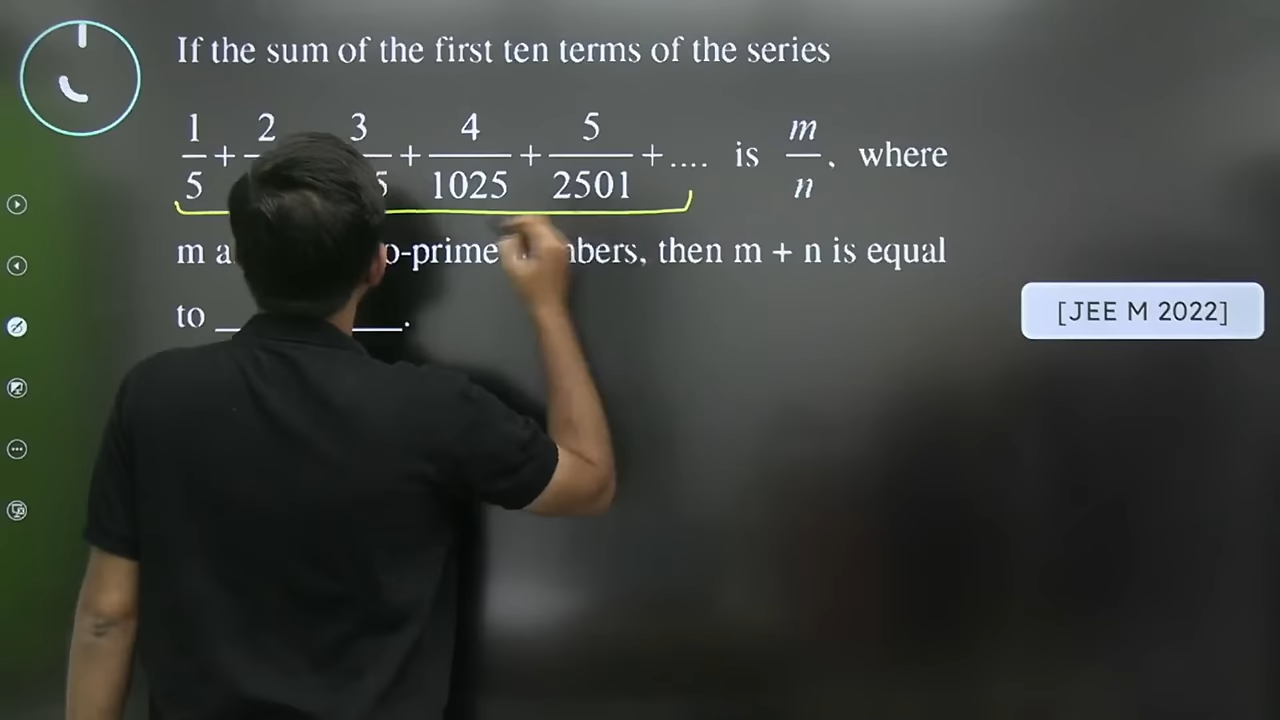 If the sum of the first ten terms of the series
1/5 + 2/ 3/ 5 + 4/1025 + 5/2501 + .... is m/n, where
m o-prime bers, then m + n is equal
to ______.
[JEE M 2022]